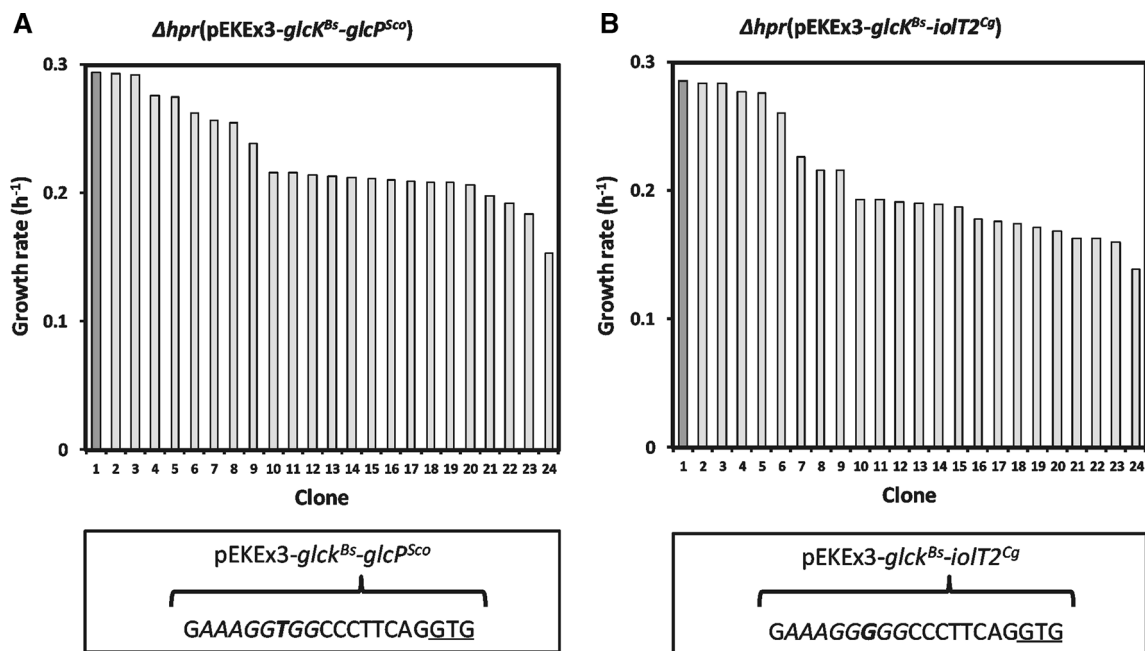 A
Δhpr(pEKEx3-glcK^Bs-glcP^Sco)
0.3
0.2
0.1
0
Growth rate (h⁻¹)
1 2 3 4 5 6 7 8 9 10 11 12 13 14 15 16 17 18 19 20 21 22 23 24
Clone
pEKEx3-glck^Bs-glcP^Sco
GAAAGGTGGCCCTTCAGGTG
B
Δhpr(pEKEx3-glcK^Bs-iolT2^Cg)
0.3
0.2
0.1
0
Growth rate (h⁻¹)
1 2 3 4 5 6 7 8 9 10 11 12 13 14 15 16 17 18 19 20 21 22 23 24
Clone
pEKEx3-glck^Bs-iolT2^Cg
GAAAGGGGGCCCTTCAGGTG